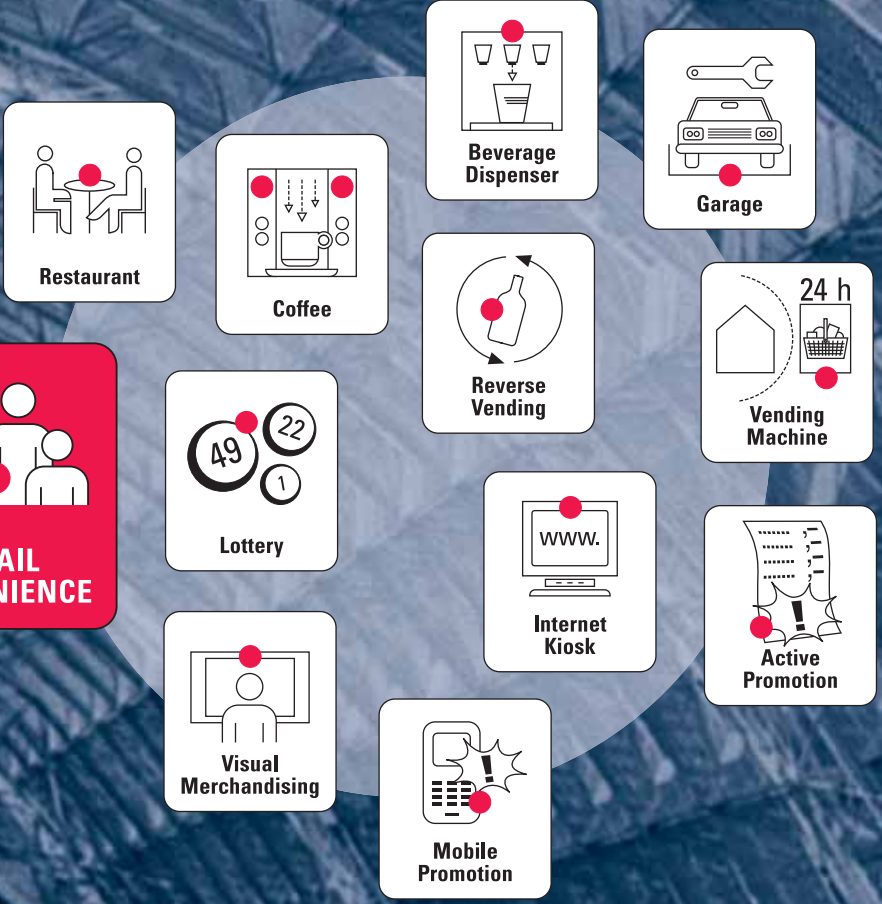 Beverage
Dispenser
Garage
Restaurant
Coffee
24 h
Reverse
Vending
Vending
Machine
49
22
1
Lottery
AIL
NIENCE
www.
Internet
Kiosk
Active
Promotion
Visual
Merchandising
Mobile
Promotion